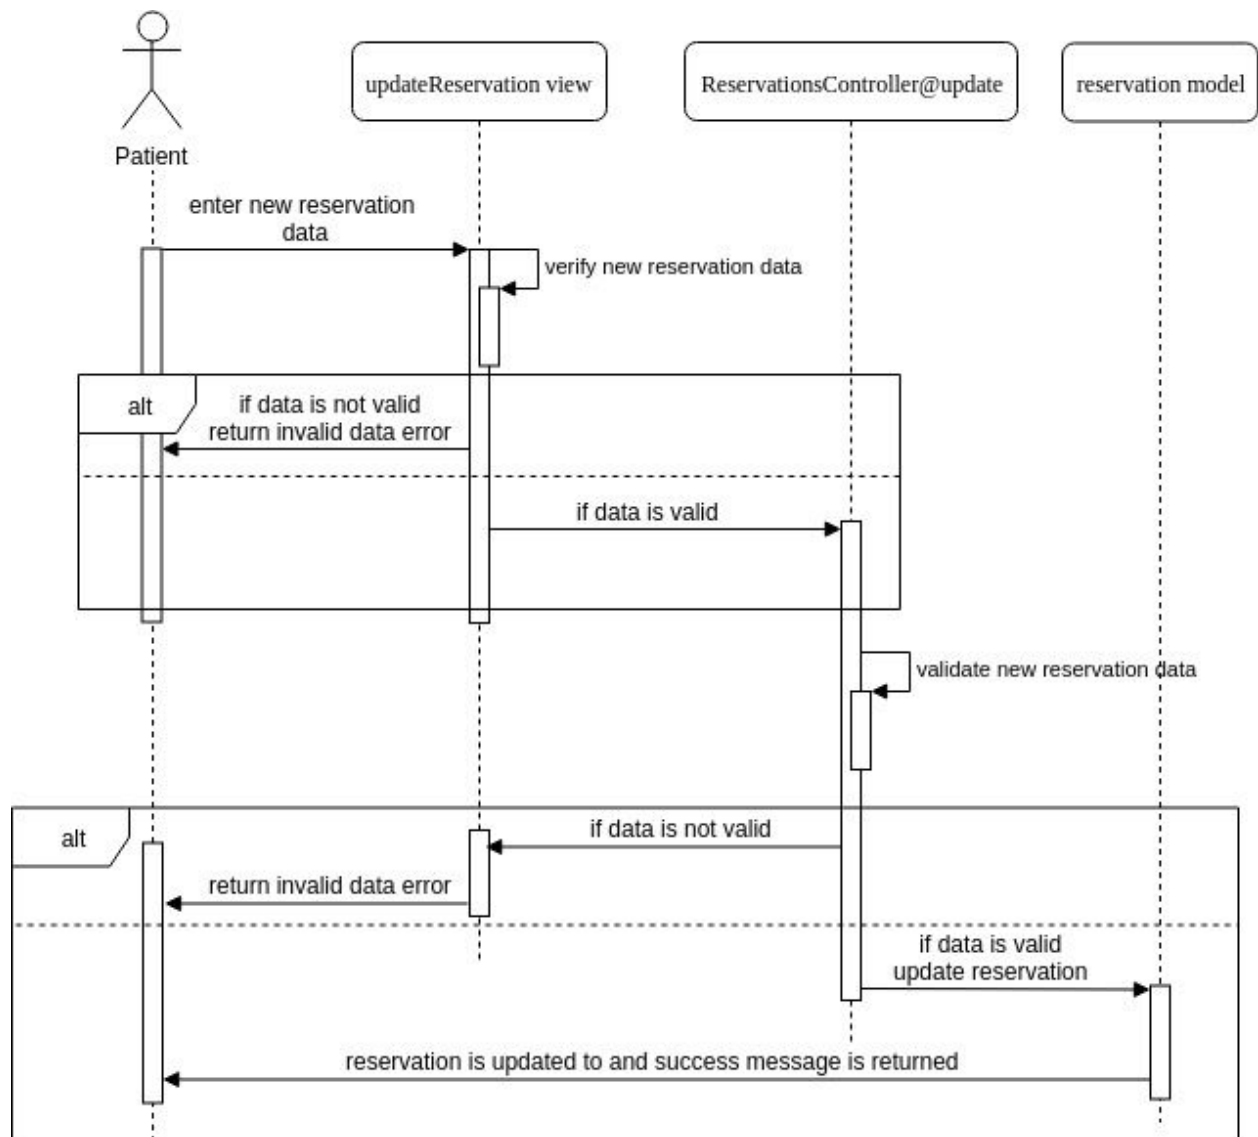 updateReservation view
ReservationsController@update
reservation model
Patient
enter new reservation
data
verify new reservation data
alt
if data is not valid
return invalid data error
if data is valid
validate new reservation data
alt
if data is not valid
return invalid data error
if data is valid
update reservation
reservation is updated to and success message is returned